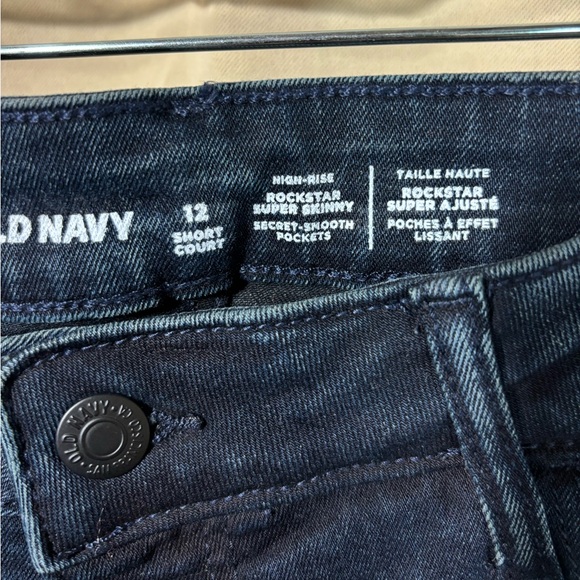 LD NAVY
12
SHORT
COURT
HIGH-RISE
ROCKSTAR
SUPER SKINNY
SECRET-SMOOTH
POCKETS
TAILLE HAUTE
ROCKSTAR
SUPER AJUSTÉ
POCHES À EFFET
LISSANT
OLD NAVY
SAN